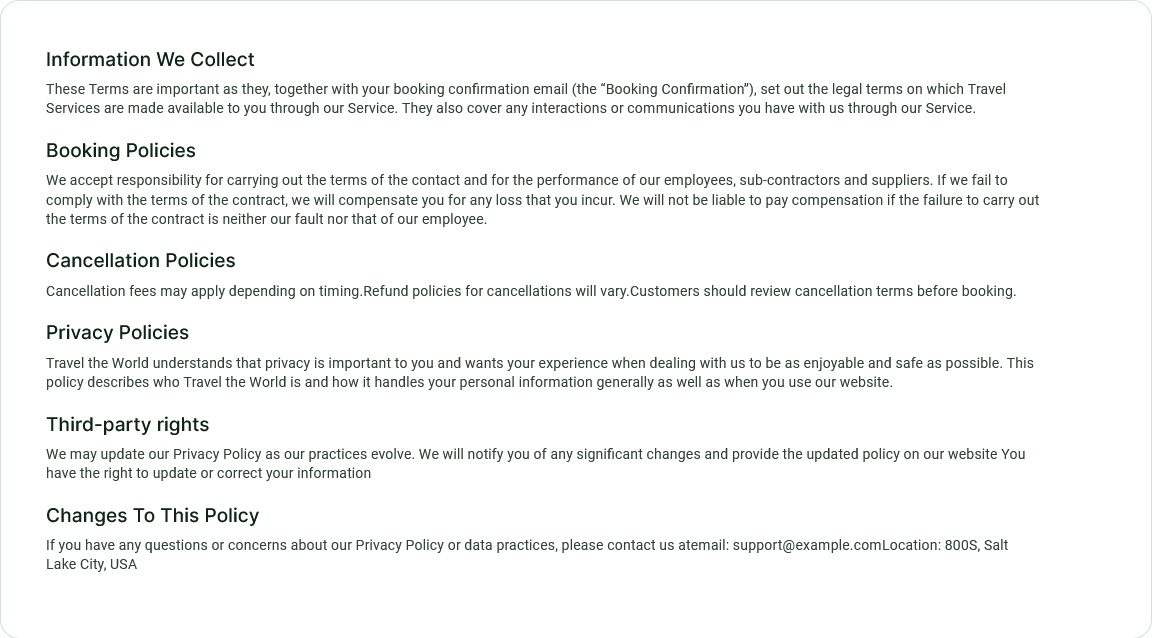 Information We Collect
These Terms are important as they, together with your booking confirmation email (the “Booking Confirmation”), set out the legal terms on which Travel
Services are made available to you through our Service. They also cover any interactions or communications you have with us through our Service.
Booking Policies
We accept responsibility for carrying out the terms of the contact and for the performance of our employees, sub-contractors and suppliers. If we fail to
comply with the terms of the contract, we will compensate you for any loss that you incur. We will not be liable to pay compensation if the failure to carry out
the terms of the contract is neither our fault nor that of our employee.
Cancellation Policies
Cancellation fees may apply depending on timing.Refund policies for cancellations will vary.Customers should review cancellation terms before booking.
Privacy Policies
Travel the World understands that privacy is important to you and wants your experience when dealing with us to be as enjoyable and safe as possible. This
policy describes who Travel the World is and how it handles your personal information generally as well as when you use our website.
Third-party rights
We may update our Privacy Policy as our practices evolve. We will notify you of any significant changes and provide the updated policy on our website You
have the right to update or correct your information
Changes To This Policy
If you have any questions or concerns about our Privacy Policy or data practices, please contact us atemail: support@example.comLocation: 800S, Salt
Lake City, USA